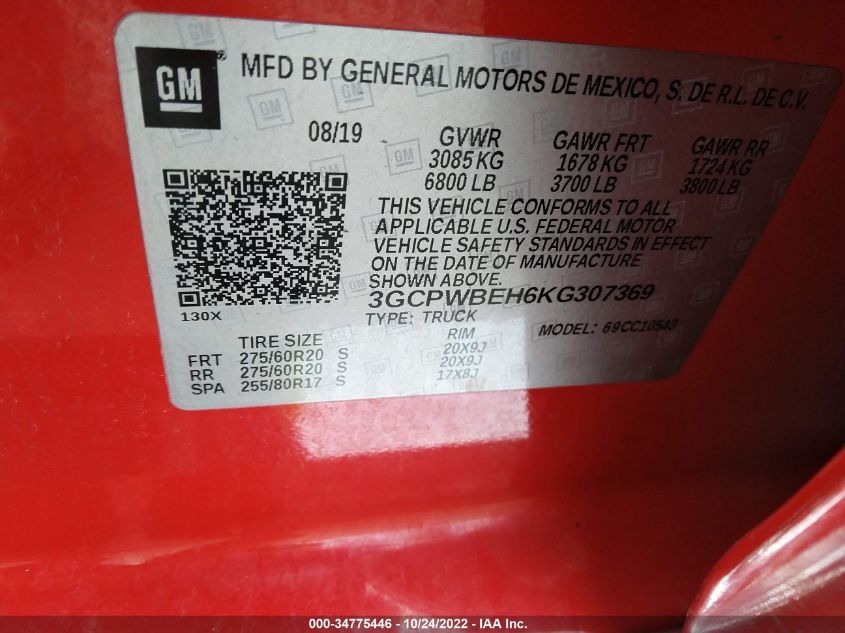 GM ®
MFD BY GENERAL MOTORS DE MEXICO, S. DE R.L. DE C.V.
08/19 GVWR GAWR FRT GAWR RR
3085 KG 1678 KG 1724 KG
6800 LB 3700 LB 3800 LB
THIS VEHICLE CONFORMS TO ALL
APPLICABLE U.S. FEDERAL MOTOR
VEHICLE SAFETY STANDARDS IN EFFECT
ON THE DATE OF MANUFACTURE
SHOWN ABOVE.
3GCPWBEH6KG307369
130X TYPE: TRUCK MODEL: 69CC10543
TIRE SIZE RIM
FRT 275/60R20 S 20X9J
RR 275/60R20 S 20X9J
SPA 255/80R17 S 17X8J
000-34775446 - 10/24/2022 - IAA Inc.